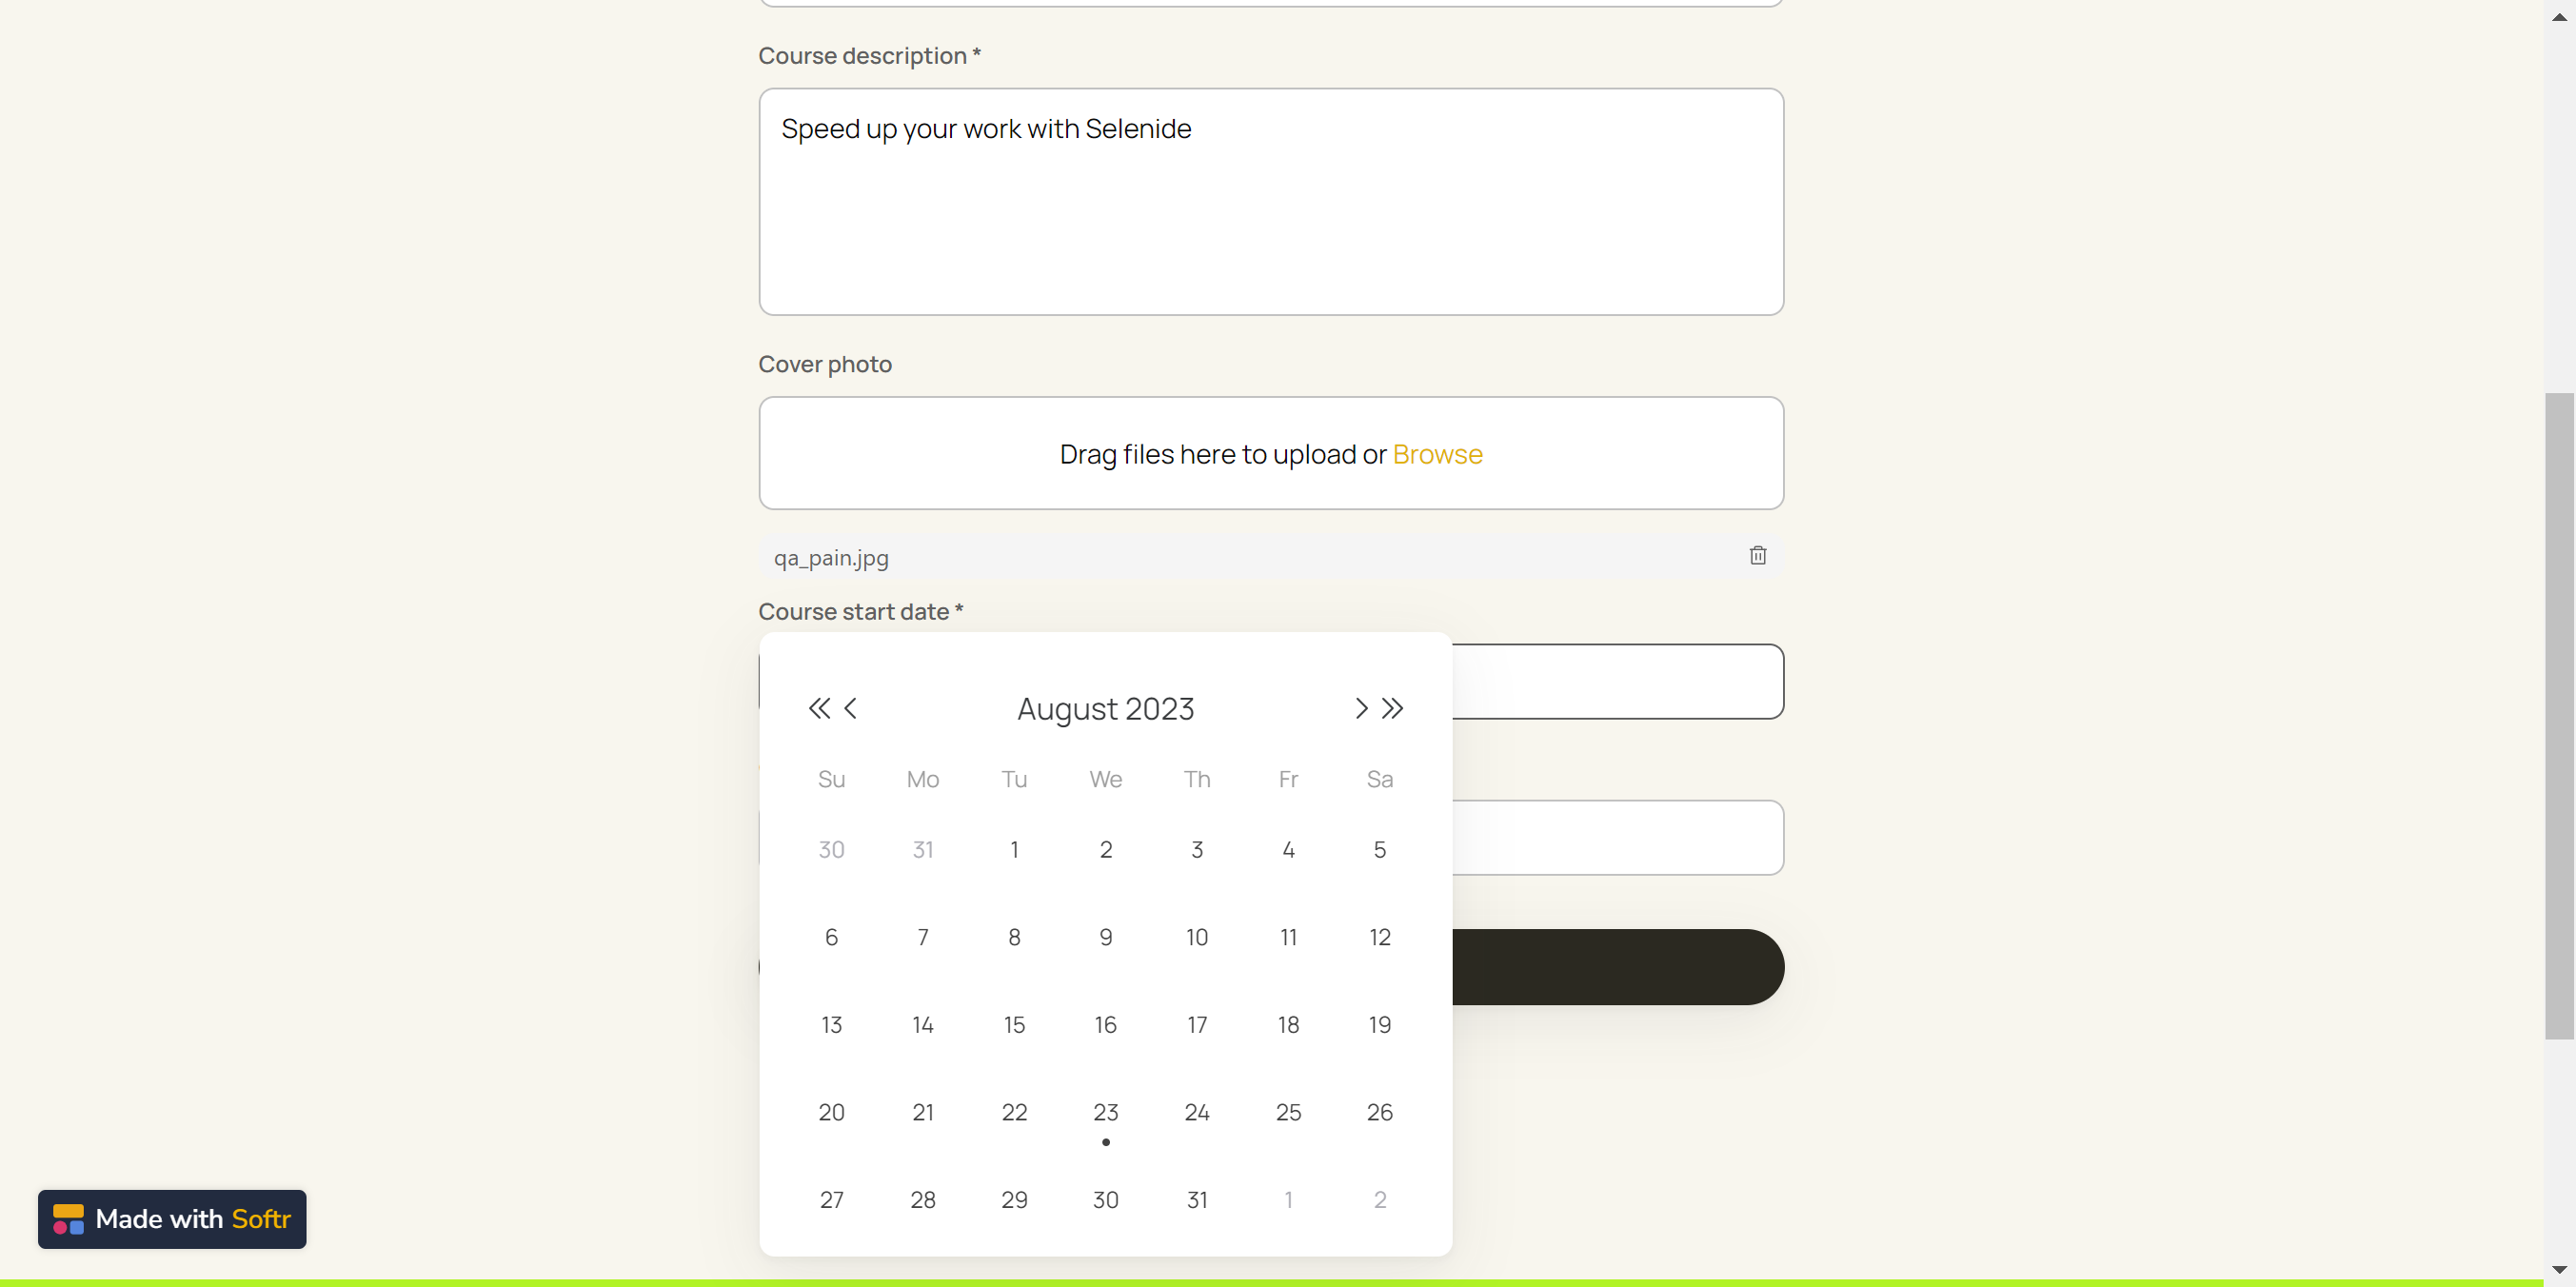 Course description *
Speed up your work with Selenide
Cover photo
Drag files here to upload or Browse
qa_pain.jpg
Course start date *
August 2023
Su Mo Tu We Th Fr Sa
30 31 1 2 3 4 5
6 7 8 9 10 11 12
13 14 15 16 17 18 19
20 21 22 23 24 25 26
27 28 29 30 31 1 2
Made with Softr